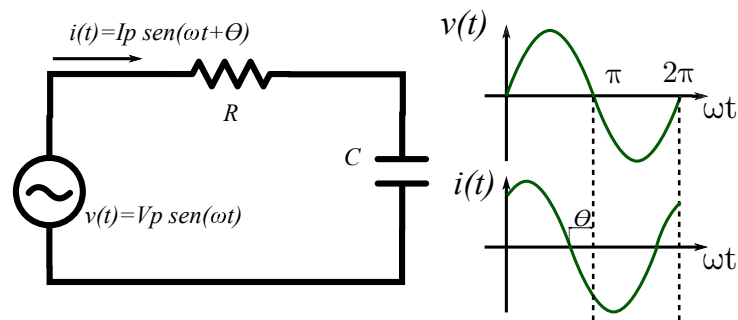 i(t)=Ip sen(ωt+Θ)
R
C
v(t)=Vp sen(ωt)
v(t)
π
2π
ωt
i(t)
Θ
ωt